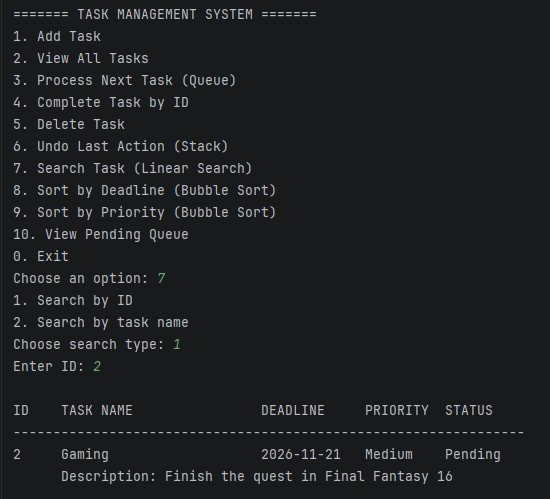 ======= TASK MANAGEMENT SYSTEM =======
1. Add Task
2. View All Tasks
3. Process Next Task (Queue)
4. Complete Task by ID
5. Delete Task
6. Undo Last Action (Stack)
7. Search Task (Linear Search)
8. Sort by Deadline (Bubble Sort)
9. Sort by Priority (Bubble Sort)
10. View Pending Queue
0. Exit
Choose an option: 7
1. Search by ID
2. Search by task name
Choose search type: 1
Enter ID: 2

ID    TASK NAME                DEADLINE     PRIORITY  STATUS
----------------------------------------------------------------
2     Gaming                   2026-11-21   Medium    Pending
      Description: Finish the quest in Final Fantasy 16